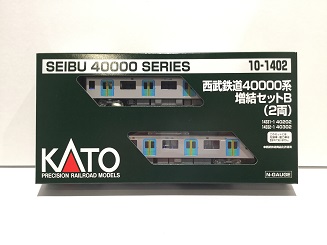 SEIBU 40000 SERIES
10-1402
西武鉄道40000系
増結セットB
(2両)
KATO
PRECISION RAILROAD MODELS
N-GAUGE